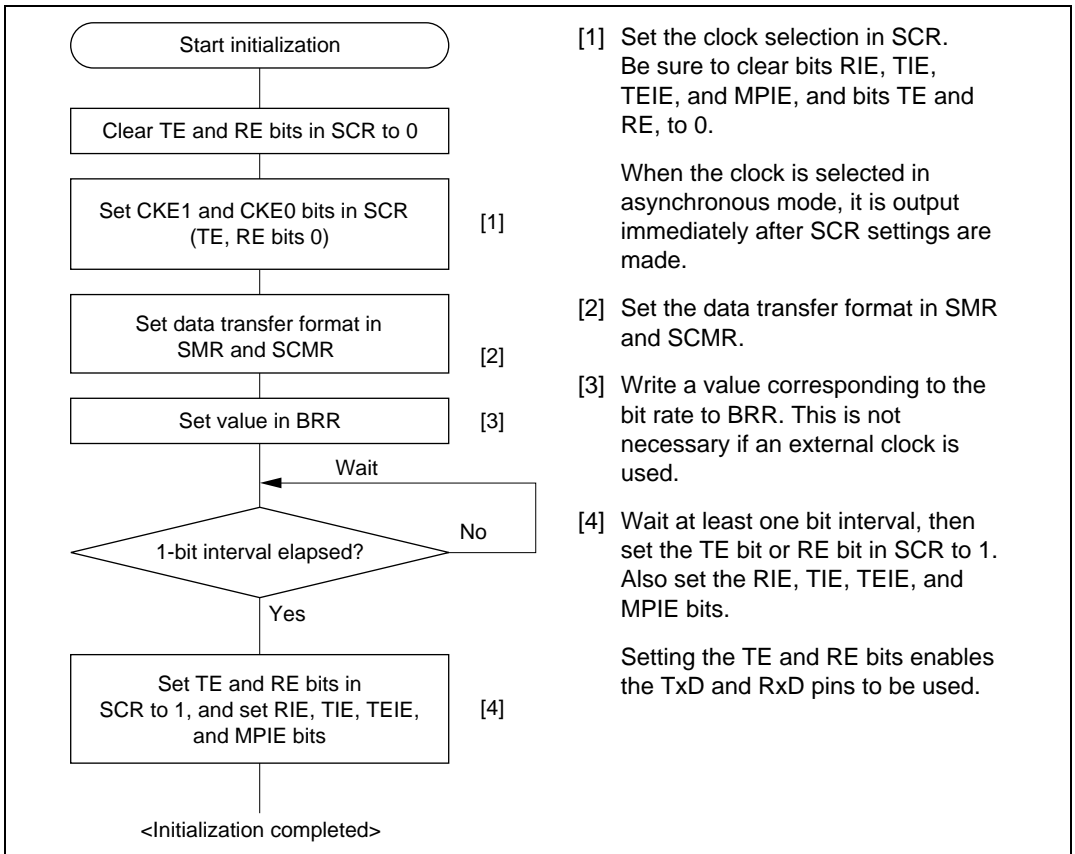 Start initialization
Clear TE and RE bits in SCR to 0
Set CKE1 and CKE0 bits in SCR
(TE, RE bits 0)
[1]
Set data transfer format in
SMR and SCMR
[2]
Set value in BRR
[3]
Wait
1-bit interval elapsed?
No
Yes
Set TE and RE bits in
SCR to 1, and set RIE, TIE, TEIE,
and MPIE bits
[4]
<Initialization completed>
[1] Set the clock selection in SCR.
Be sure to clear bits RIE, TIE,
TEIE, and MPIE, and bits TE and
RE, to 0.
When the clock is selected in
asynchronous mode, it is output
immediately after SCR settings are
made.
[2] Set the data transfer format in SMR
and SCMR.
[3] Write a value corresponding to the
bit rate to BRR. This is not
necessary if an external clock is
used.
[4] Wait at least one bit interval, then
set the TE bit or RE bit in SCR to 1.
Also set the RIE, TIE, TEIE, and
MPIE bits.
Setting the TE and RE bits enables
the TxD and RxD pins to be used.